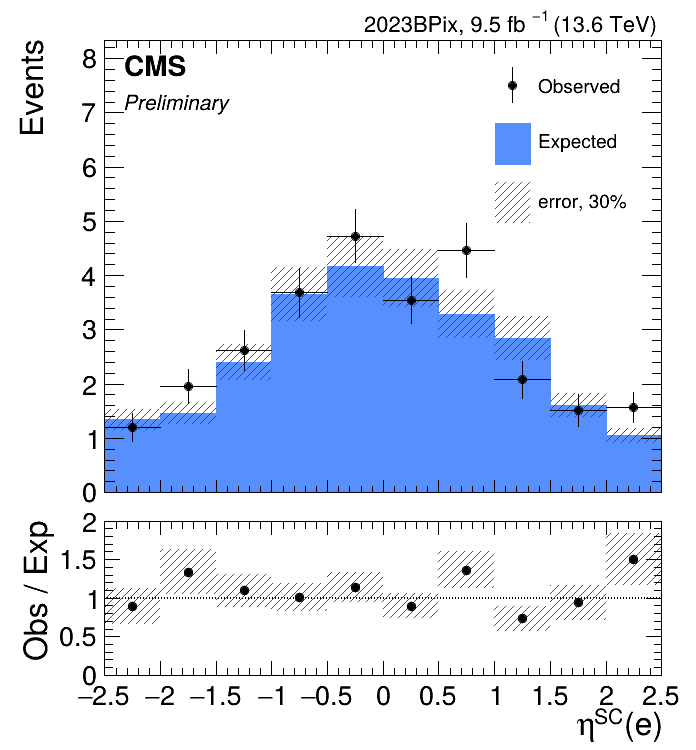 2023BPix, 9.5 fb⁻¹ (13.6 TeV)
Events
CMS
Preliminary
Observed
Expected
error, 30%
8
7
6
5
4
3
2
1
0
Obs / Exp
2
1.5
1
0.5
0
−2.5 −2 −1.5 −1 −0.5 0 0.5 1 1.5 2 2.5
η^SC(e)